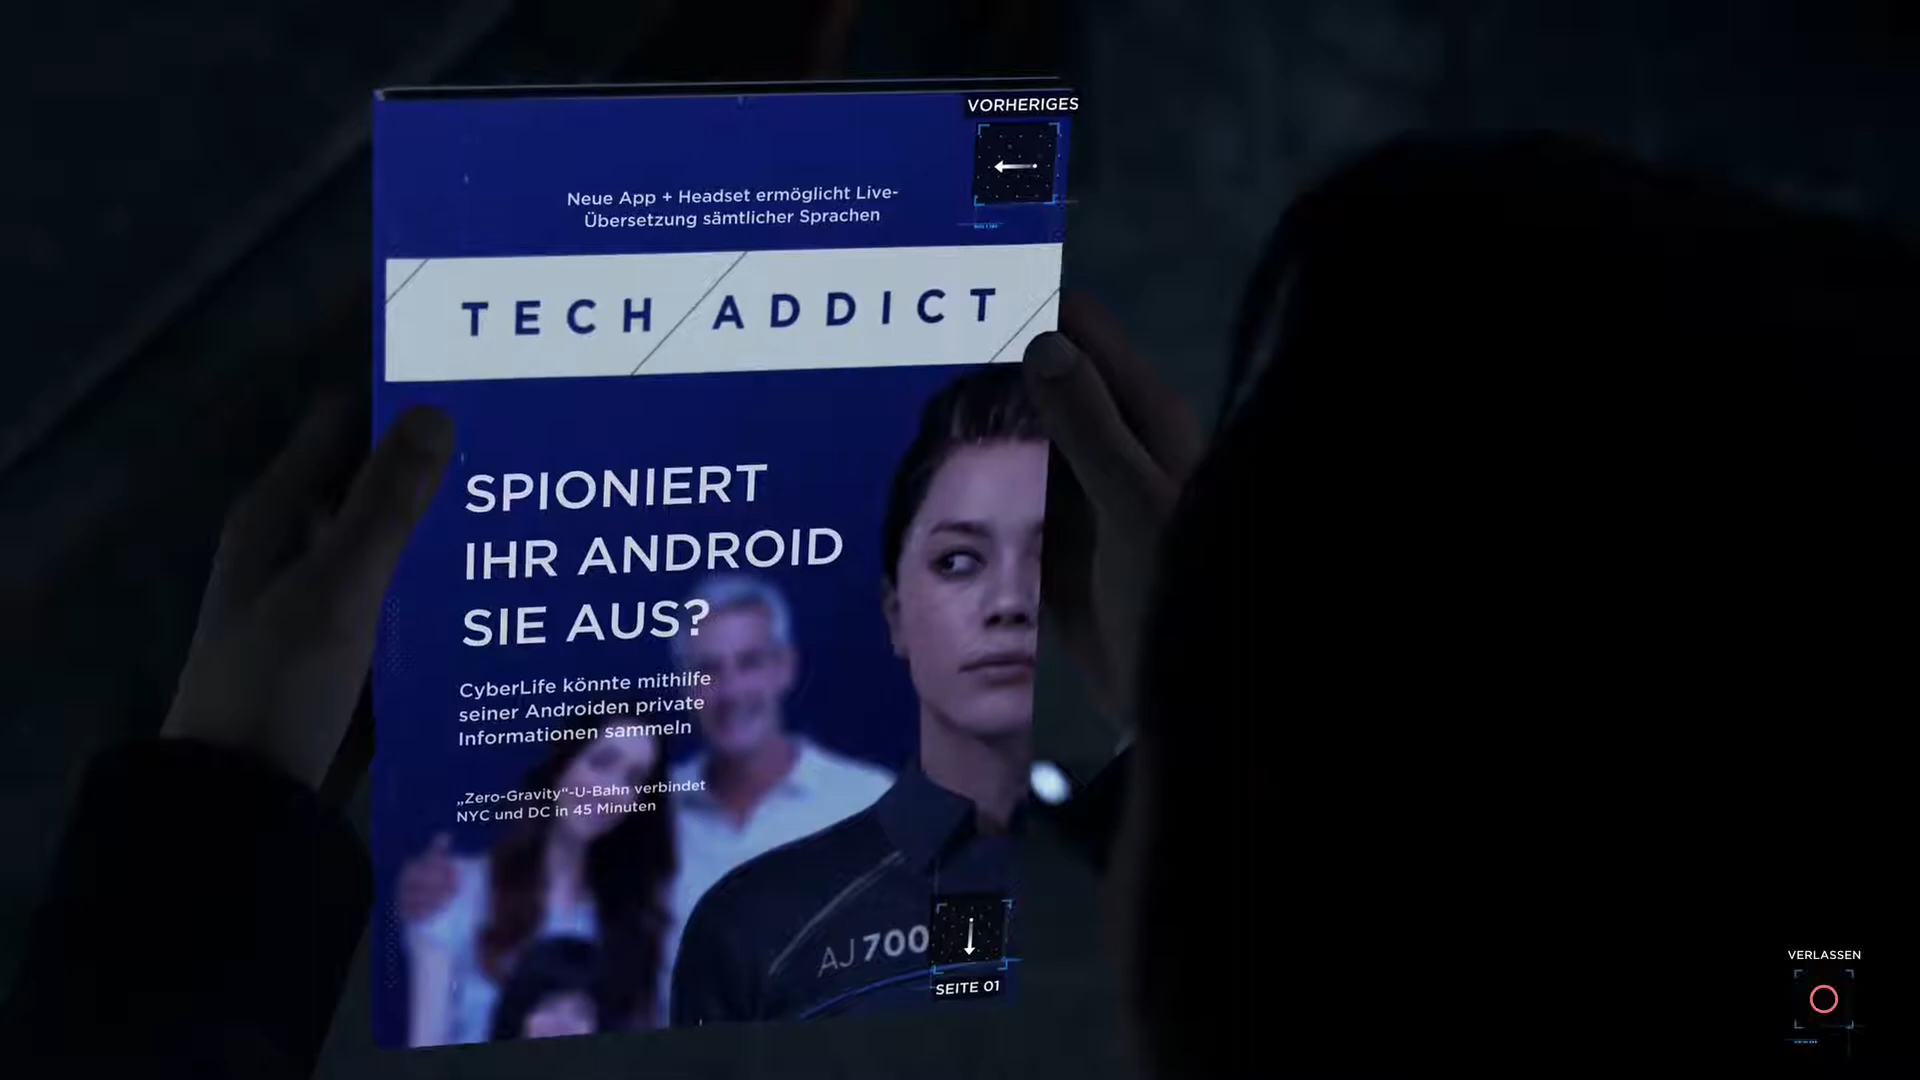 VORHERIGES
Neue App + Headset ermöglicht Live-
Übersetzung sämtlicher Sprachen
TECH ADDICT
SPIONIERT
IHR ANDROID
SIE AUS?
CyberLife könnte mithilfe
seiner Androiden private
Informationen sammeln
„Zero-Gravity“-U-Bahn verbindet
NYC und DC in 45 Minuten
AJ700
SEITE 01
VERLASSEN